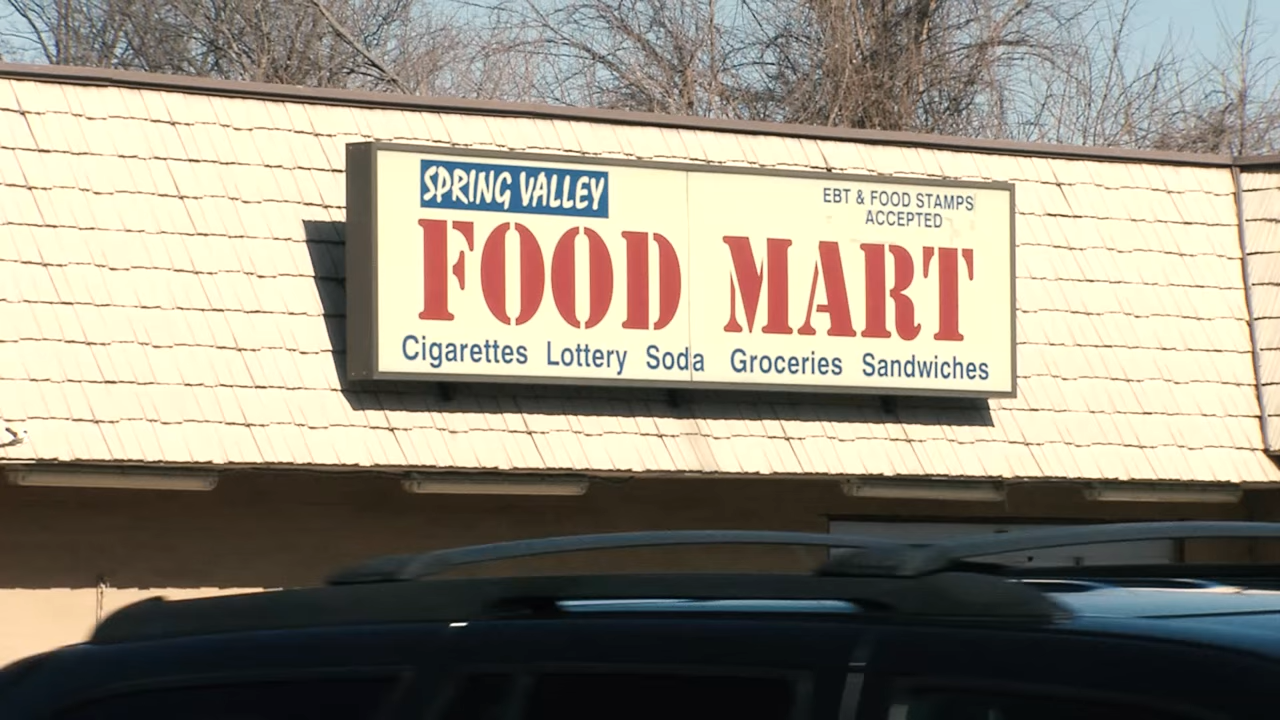 SPRING VALLEY
EBT & FOOD STAMPS
ACCEPTED
FOOD MART
Cigarettes Lottery Soda Groceries Sandwiches